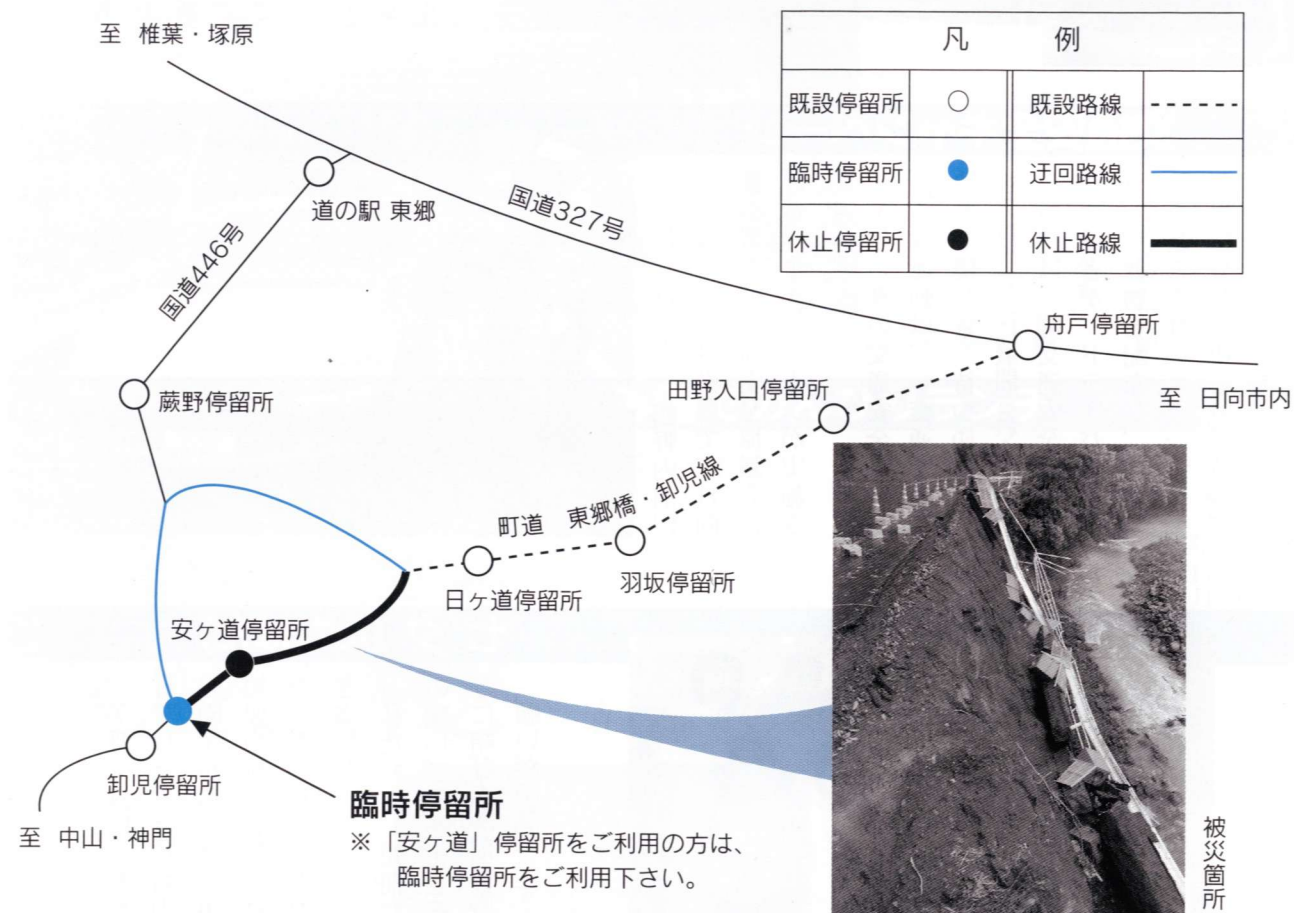 至 椎葉・塚原
凡 例
既設停留所
既設路線
臨時停留所
迂回路線
休止停留所
休止路線
道の駅 東郷
国道327号
国道446号
舟戸停留所
田野入口停留所
至 日向市内
蕨野停留所
町道 東郷橋・卸児線
羽坂停留所
日ヶ道停留所
安ヶ道停留所
卸児停留所
至 中山・神門
臨時停留所
※「安ヶ道」停留所をご利用の方は、
臨時停留所をご利用下さい。
被災箇所